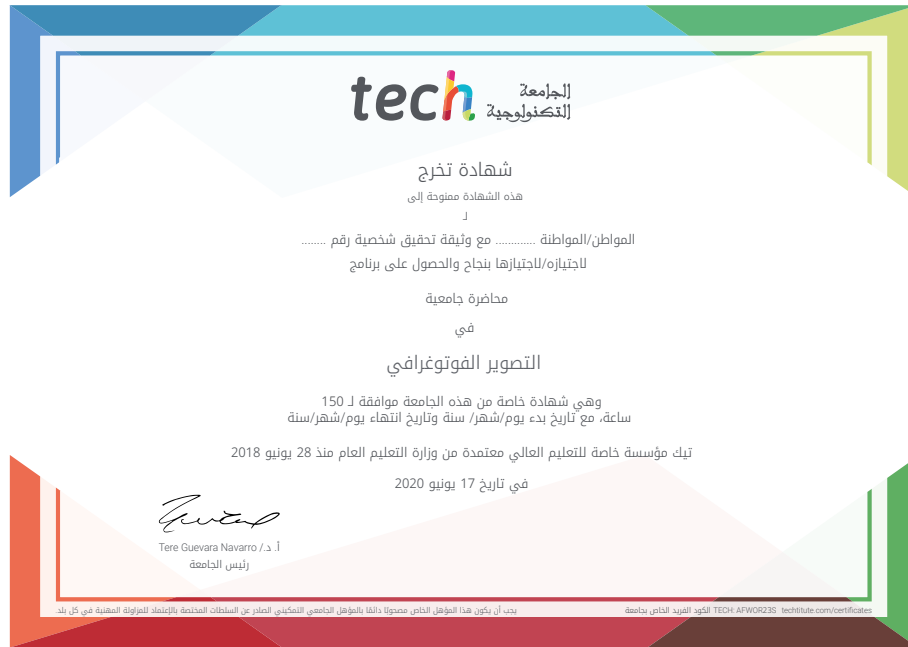 tech الجامعة
التكنولوجية
شهادة تخرج
هذه الشهادة ممنوحة إلى
لـ
المواطن/المواطنة ............ مع وثيقة تحقيق شخصية رقم ........
لاجتيازه/لاجتيازها بنجاح والحصول على برنامج
محاضرة جامعية
في
التصوير الفوتوغرافي
وهي شهادة خاصة من هذه الجامعة موافقة لـ 150
ساعة، مع تاريخ بدء يوم/شهر/ سنة وتاريخ انتهاء يوم/شهر/سنة
تيك مؤسسة خاصة للتعليم العالي معتمدة من وزارة التعليم العام منذ 28 يونيو 2018
في تاريخ 17 يونيو 2020
أ. د./ Tere Guevara Navarro
رئيس الجامعة
يجب أن يكون هذا المؤهل الخاص مصحوبًا دائمًا بالمؤهل الجامعي التمكيني الصادر عن السلطات المختصة بالإعتماد للمزاولة المهنية في كل بلد.
الكود الفريد الخاص بجامعة TECH: AFWOR23S techtitute.com/certificates